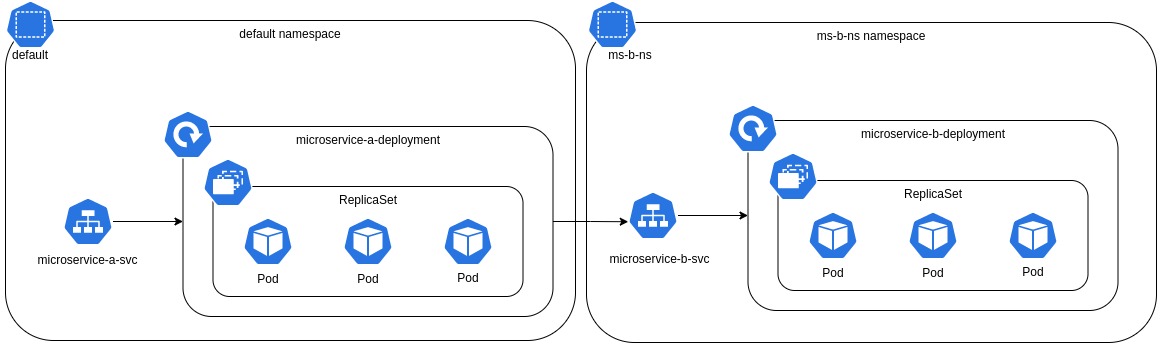 default namespace
default
microservice-a-deployment
ReplicaSet
microservice-a-svc
Pod
Pod
Pod
ms-b-ns namespace
ms-b-ns
microservice-b-deployment
ReplicaSet
microservice-b-svc
Pod
Pod
Pod